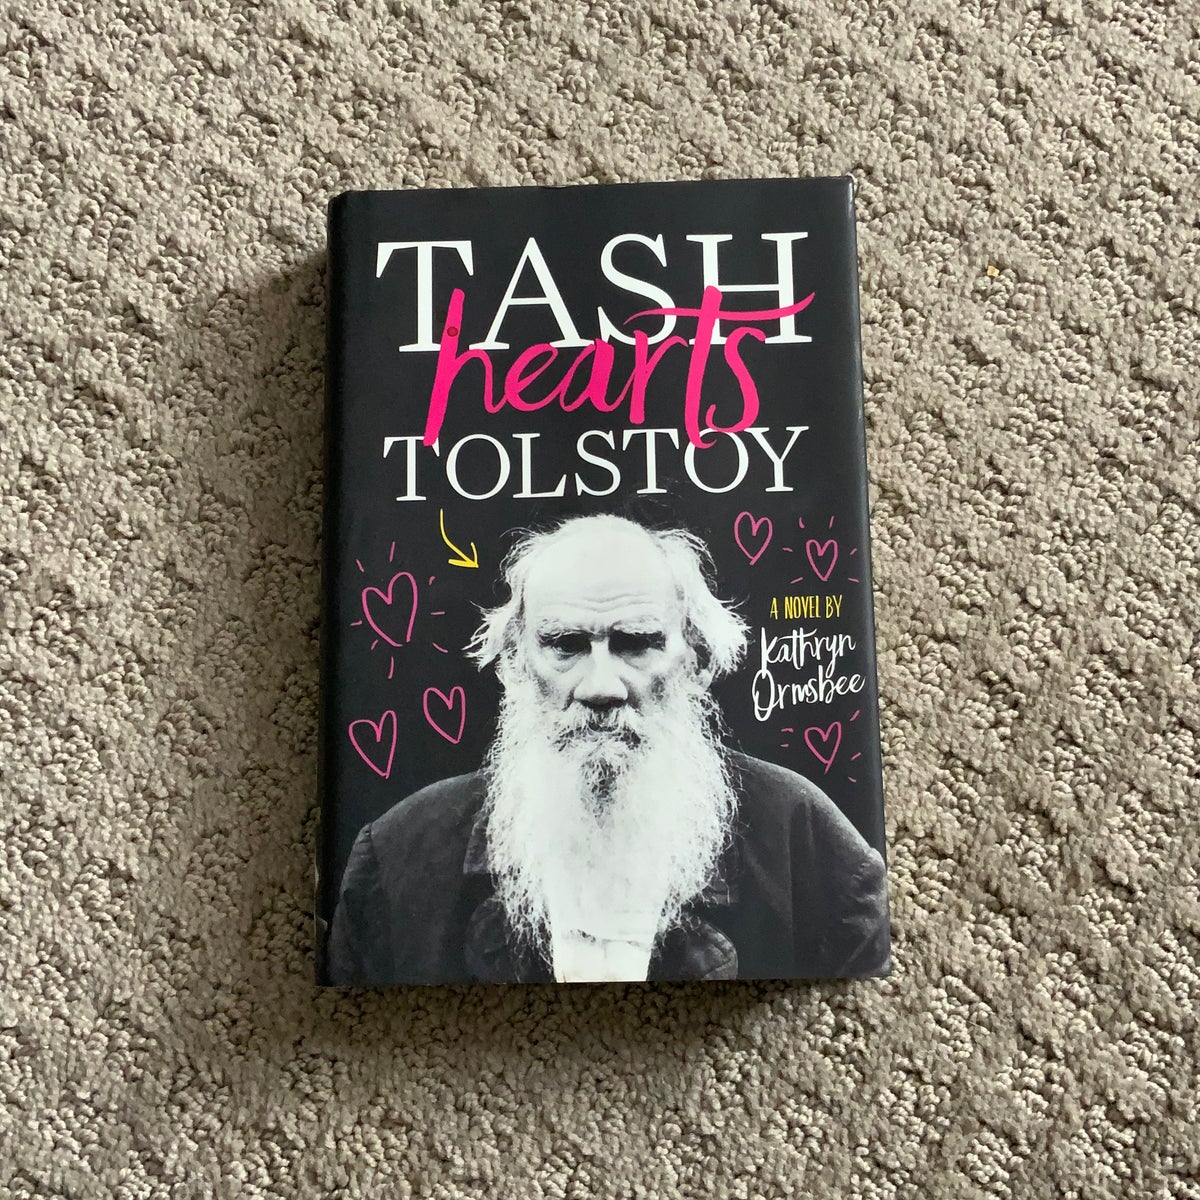 TASH
hearts
TOLSTOY
A NOVEL BY
Kathryn
Ormsbee